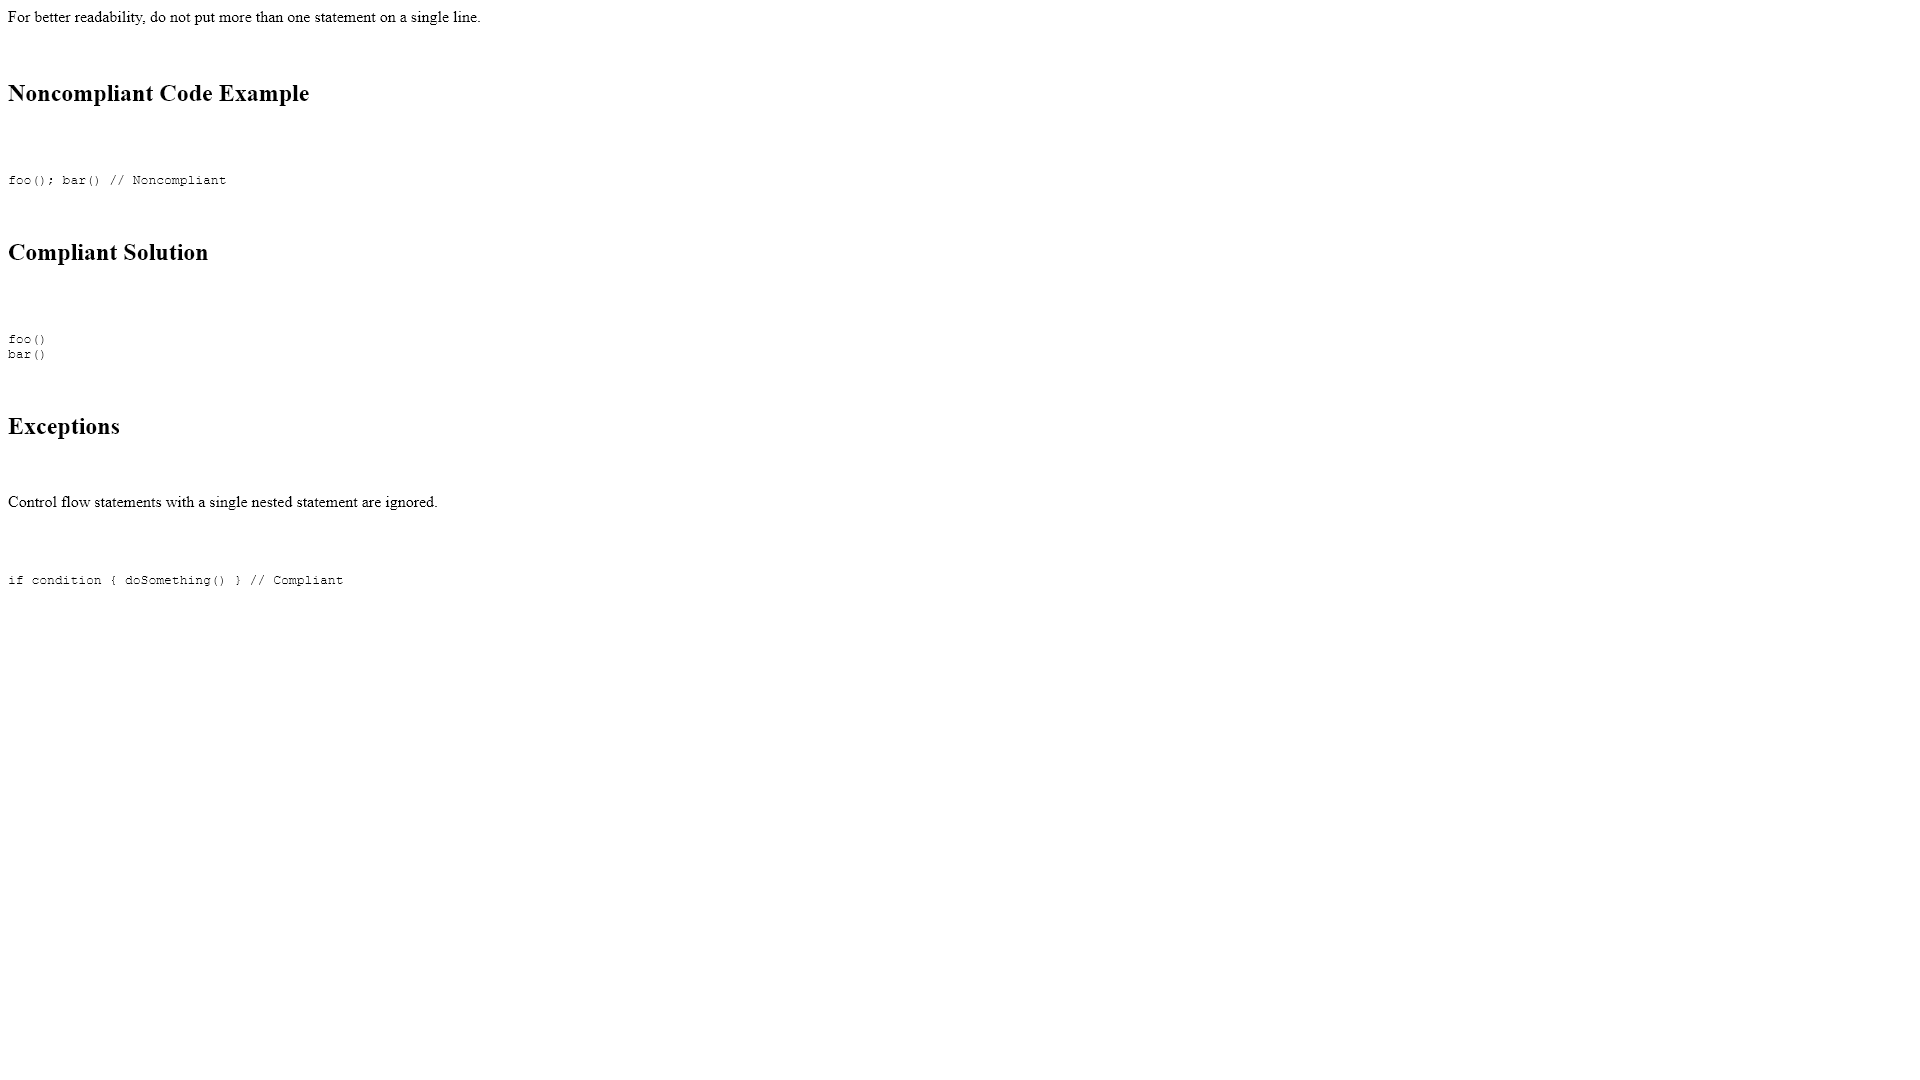 For better readability, do not put more than one statement on a single line.
Noncompliant Code Example
foo(); bar() // Noncompliant
Compliant Solution
foo()
bar()
Exceptions
Control flow statements with a single nested statement are ignored.
if condition { doSomething() } // Compliant